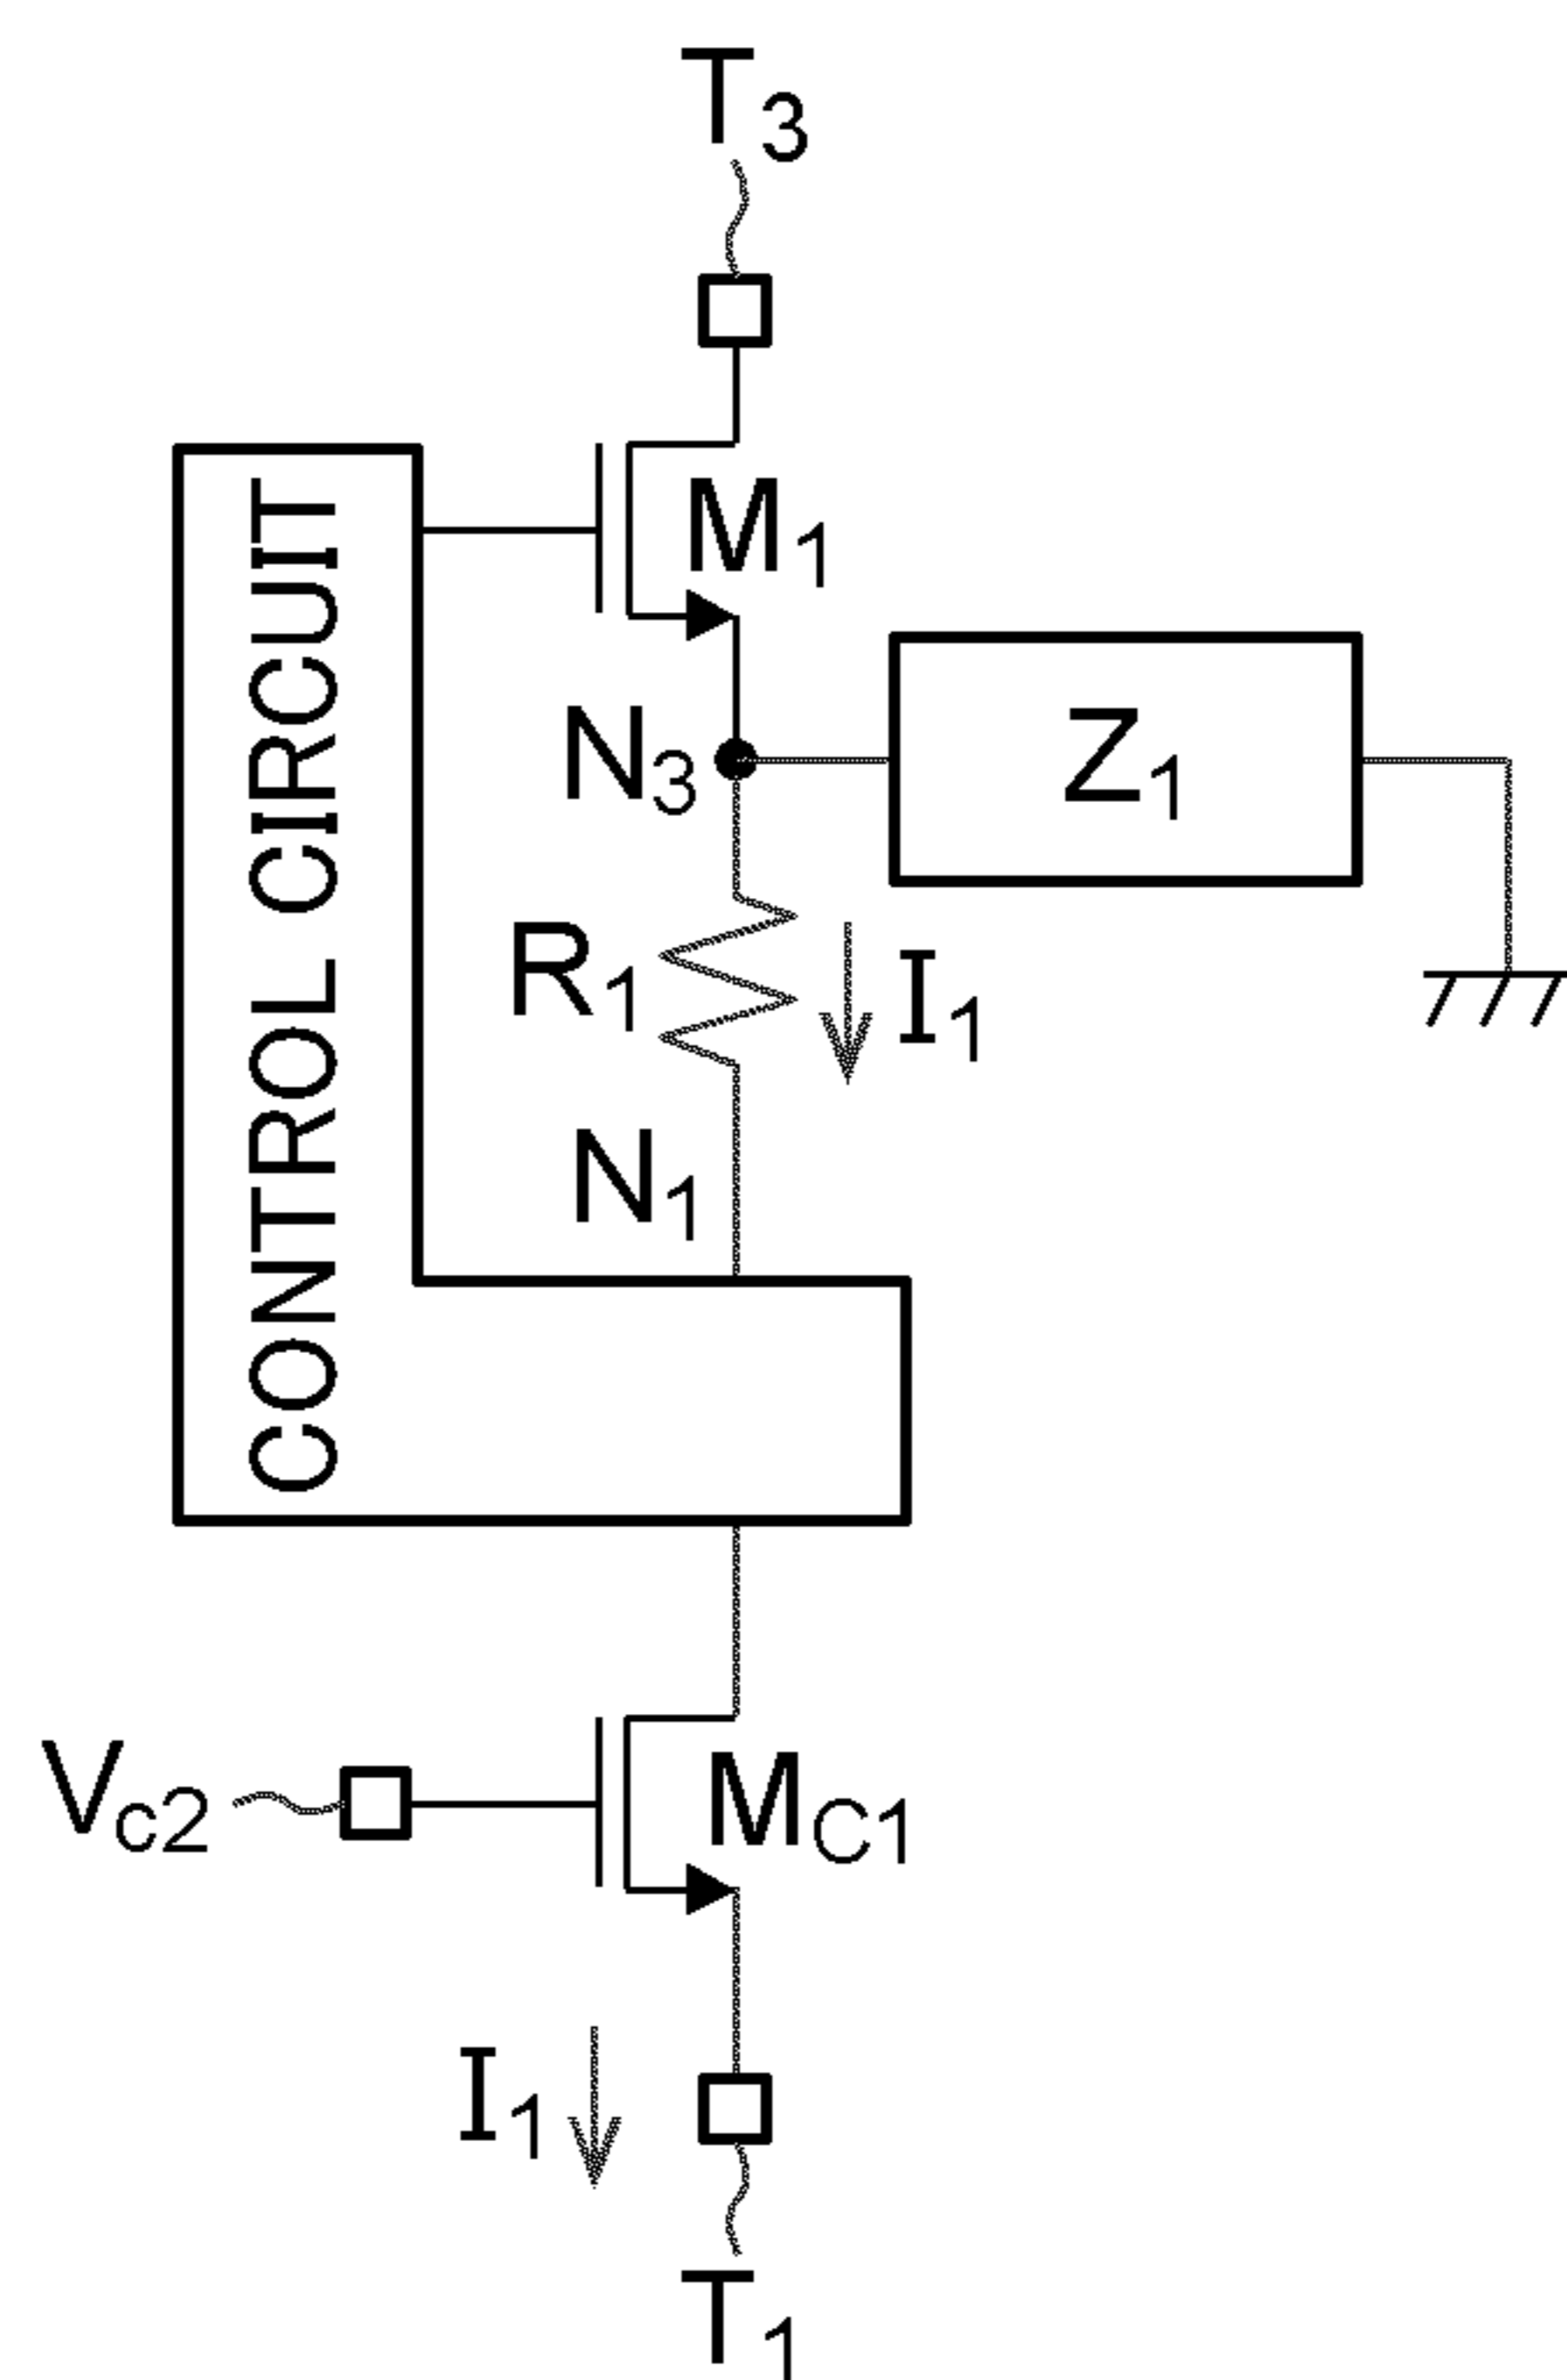 T3
CONTROL CIRCUIT
M1
N3
Z1
R1
I1
N1
Vc2
MC1
I1
T1